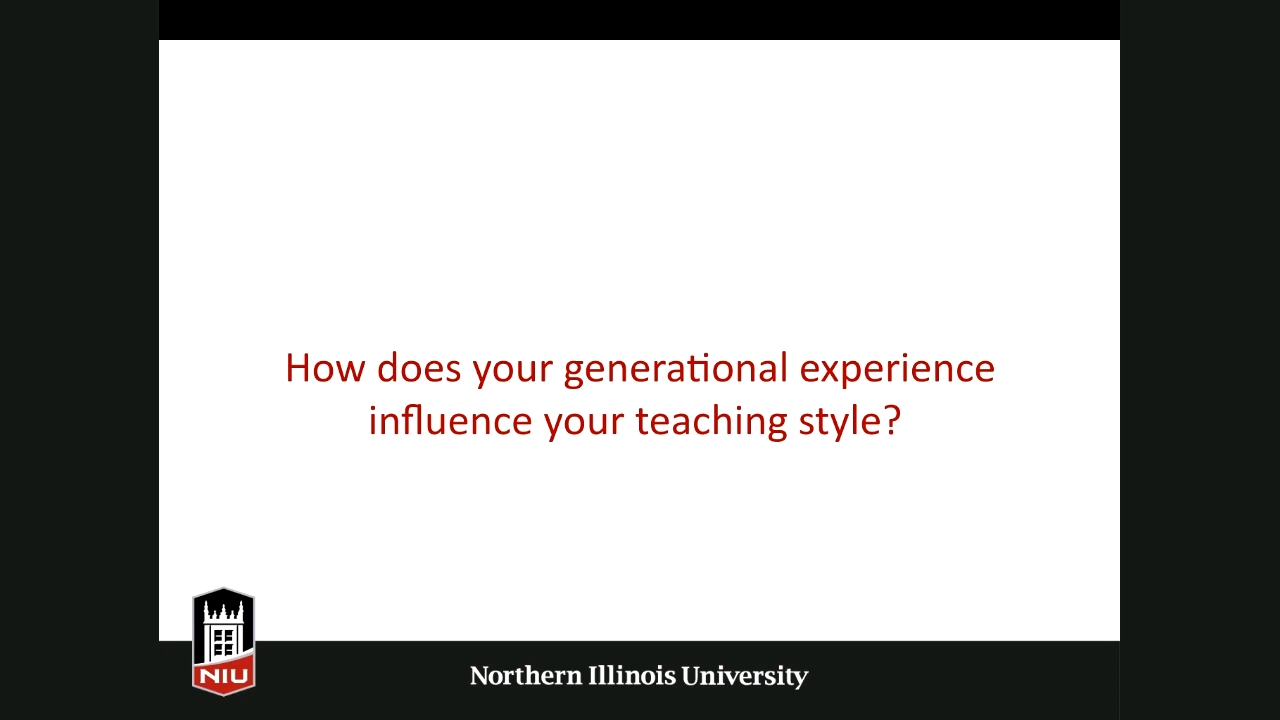 How does your generational experience
influence your teaching style?
NIU
Northern Illinois University